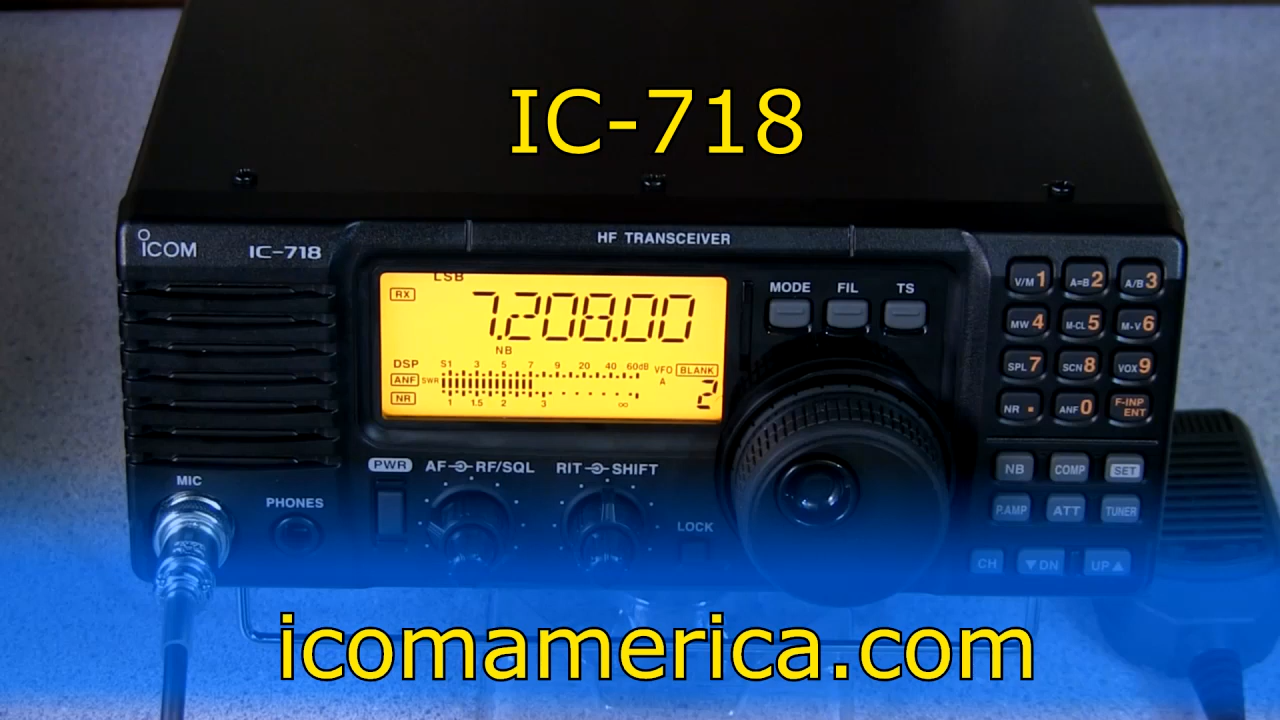 IC-718
ICOM IC-718
HF TRANSCEIVER
LSB
RX
7.208.00
NB
DSP S1 3 5 7 9 20 40 60dB VFO BLANK
ANF SWR A 2
NR 1 1.5 2 3 ∞
MODE FIL TS
V/M 1 A=B 2 A/B 3
MW 4 M-CL 5 M-V 6
SPL 7 SCN 8 VOX 9
NR . ANF 0 F-INP ENT
NB COMP SET
P.AMP ATT TUNER
CH ▼DN UP▲
PWR AF RF/SQL RIT SHIFT
MIC
PHONES
LOCK
icomamerica.com